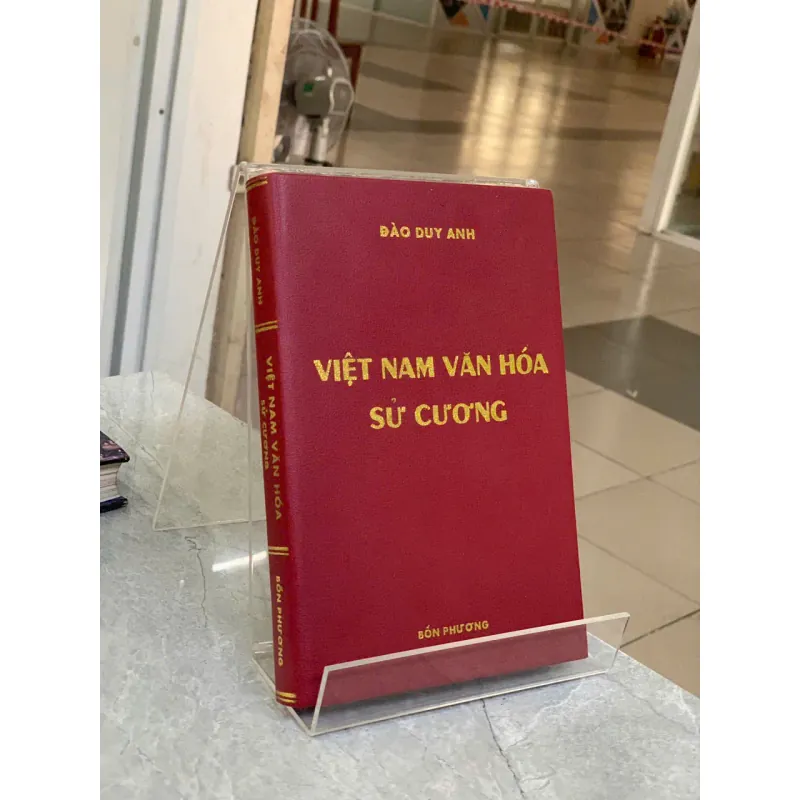 ĐÀO DUY ANH
VIỆT NAM VĂN HÓA
SỬ CƯƠNG
BỐN PHƯƠNG
ĐÀO DUY ANH
VIỆT NAM VĂN HÓA
SỬ CƯƠNG
BỐN PHƯƠNG